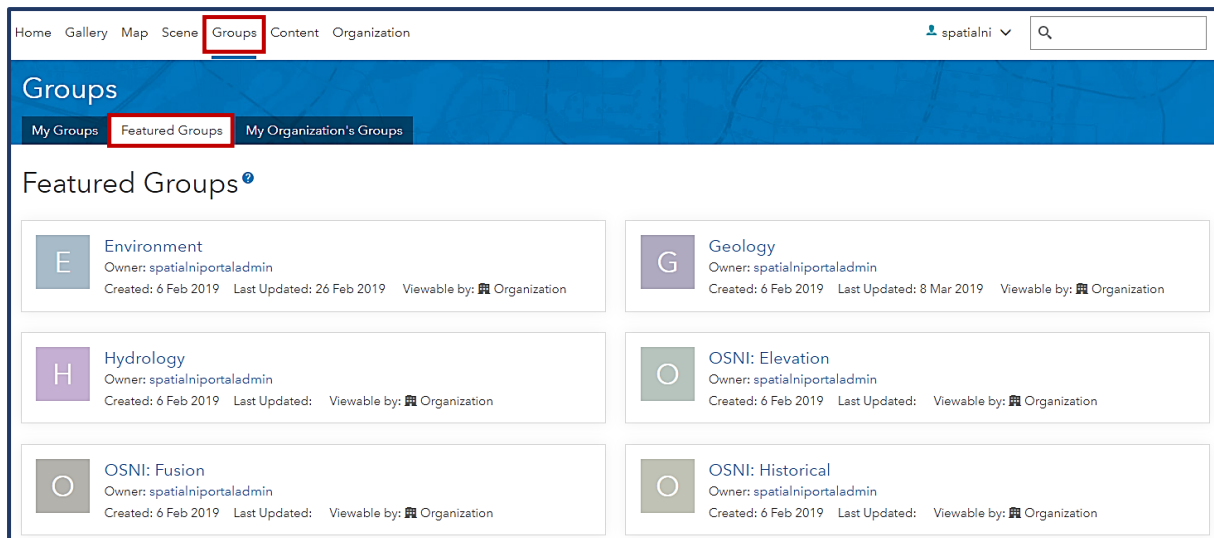 Home Gallery Map Scene Groups Content Organization spatialni
Groups
My Groups Featured Groups My Organization's Groups
Featured Groups ?
E
Environment
Owner: spatialniportaladmin
Created: 6 Feb 2019 Last Updated: 26 Feb 2019 Viewable by: Organization
G
Geology
Owner: spatialniportaladmin
Created: 6 Feb 2019 Last Updated: 8 Mar 2019 Viewable by: Organization
H
Hydrology
Owner: spatialniportaladmin
Created: 6 Feb 2019 Last Updated: Viewable by: Organization
O
OSNI: Elevation
Owner: spatialniportaladmin
Created: 6 Feb 2019 Last Updated: Viewable by: Organization
O
OSNI: Fusion
Owner: spatialniportaladmin
Created: 6 Feb 2019 Last Updated: Viewable by: Organization
O
OSNI: Historical
Owner: spatialniportaladmin
Created: 6 Feb 2019 Last Updated: Viewable by: Organization